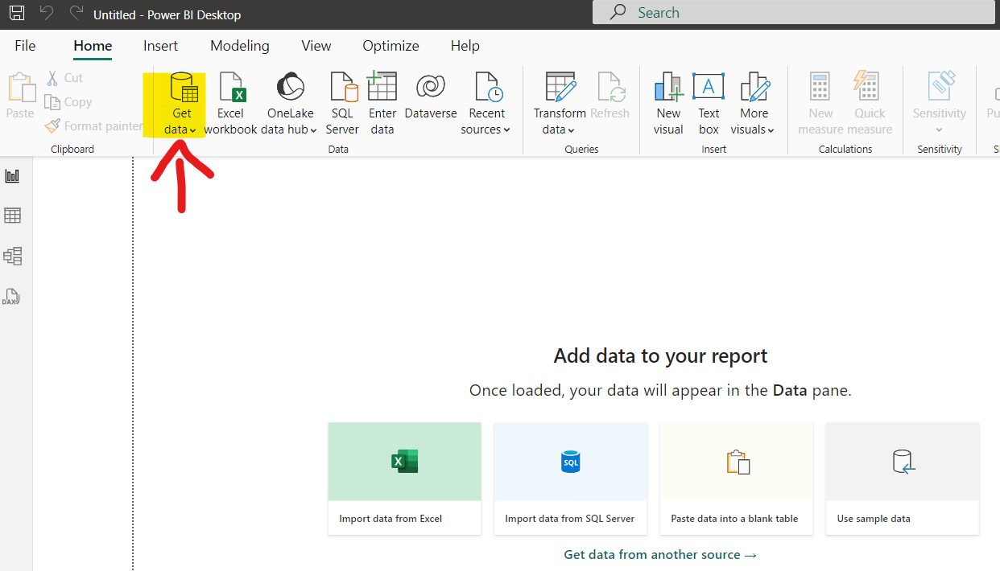 Untitled - Power BI Desktop
Search
File Home Insert Modeling View Optimize Help
Paste
Cut
Copy
Format painter
Clipboard
Get data
Excel workbook
OneLake data hub
SQL Server
Enter data
Dataverse
Recent sources
Data
Transform data
Refresh
Queries
New visual
Text box
A
More visuals
Insert
New measure
Quick measure
Calculations
Sensitivity
Sensitivity
DAX
Add data to your report
Once loaded, your data will appear in the Data pane.
X
SQL
Import data from Excel
Import data from SQL Server
Paste data into a blank table
Use sample data
Get data from another source →